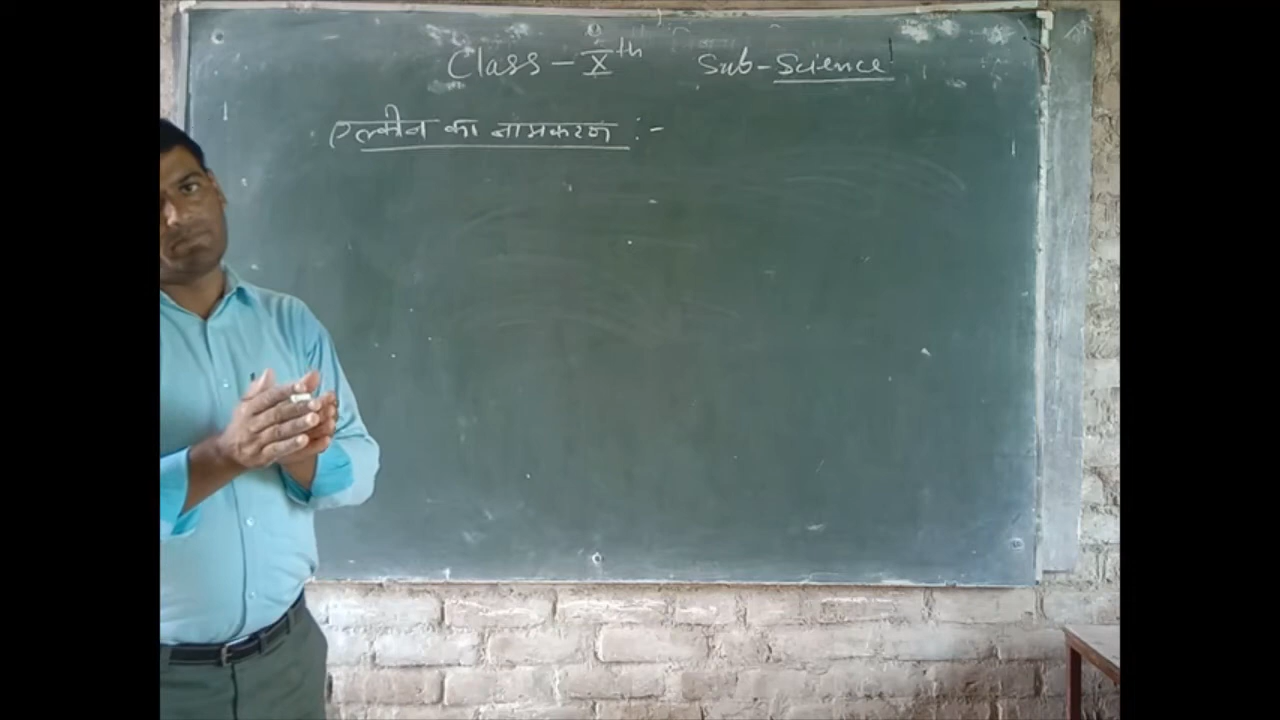 Class - Xth Sub - Science
एल्कीन का नामकरण :-